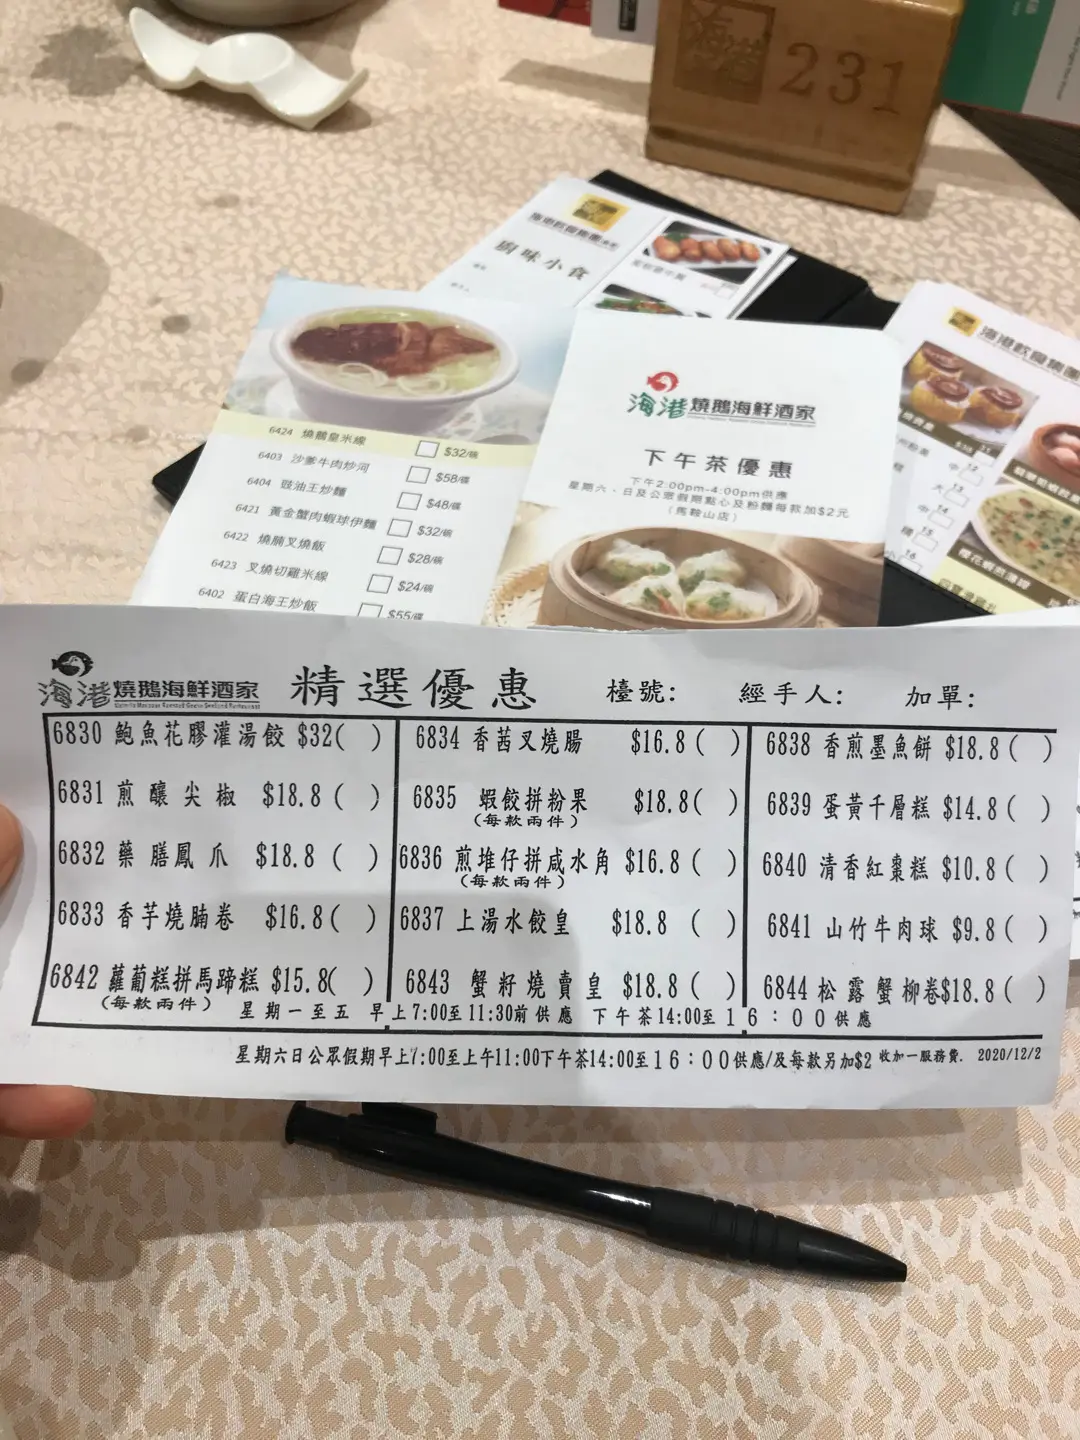 海港
231
廚味小食
海港飲食集團
6424 燒鵝皇米線 $32/碗
6403 沙爹牛肉炒河 $58/碟
6404 豉油王炒麵 $48/碟
6421 黃金蟹肉蝦球伊麵 $32/碗
6422 燒腩叉燒飯 $28/碗
6423 叉燒切雞米線 $24/碗
6402 蛋白海王炒飯 $55/碟
海港燒鵝海鮮酒家
下午茶優惠
下午2:00pm-4:00pm供應
星期六、日及公眾假期點心及粉麵每款加$2元
(馬鞍山店)
海港燒鵝海鮮酒家 精選優惠 檯號: 經手人: 加單:
6830 鮑魚花膠灌湯餃 $32( ) 6834 香茜叉燒腸 $16.8( ) 6838 香煎墨魚餅 $18.8( )
6831 煎釀尖椒 $18.8( ) 6835 蝦餃拼粉果 $18.8( ) 6839 蛋黃千層糕 $14.8( )
(每款兩件)
6832 藥膳鳳爪 $18.8( ) 6836 煎堆仔拼咸水角 $16.8( ) 6840 清香紅棗糕 $10.8( )
(每款兩件)
6833 香芋燒腩卷 $16.8( ) 6837 上湯水餃皇 $18.8( ) 6841 山竹牛肉球 $9.8( )
6842 蘿蔔糕拼馬蹄糕 $15.8( ) 6843 蟹籽燒賣皇 $18.8( ) 6844 松露蟹柳卷$18.8( )
(每款兩件) 星期一至五 早上7:00至11:30前供應 下午茶14:00至16:00供應
星期六日公眾假期早上7:00至上午11:00下午茶14:00至16:00供應/及每款另加$2 收加一服務費. 2020/12/2